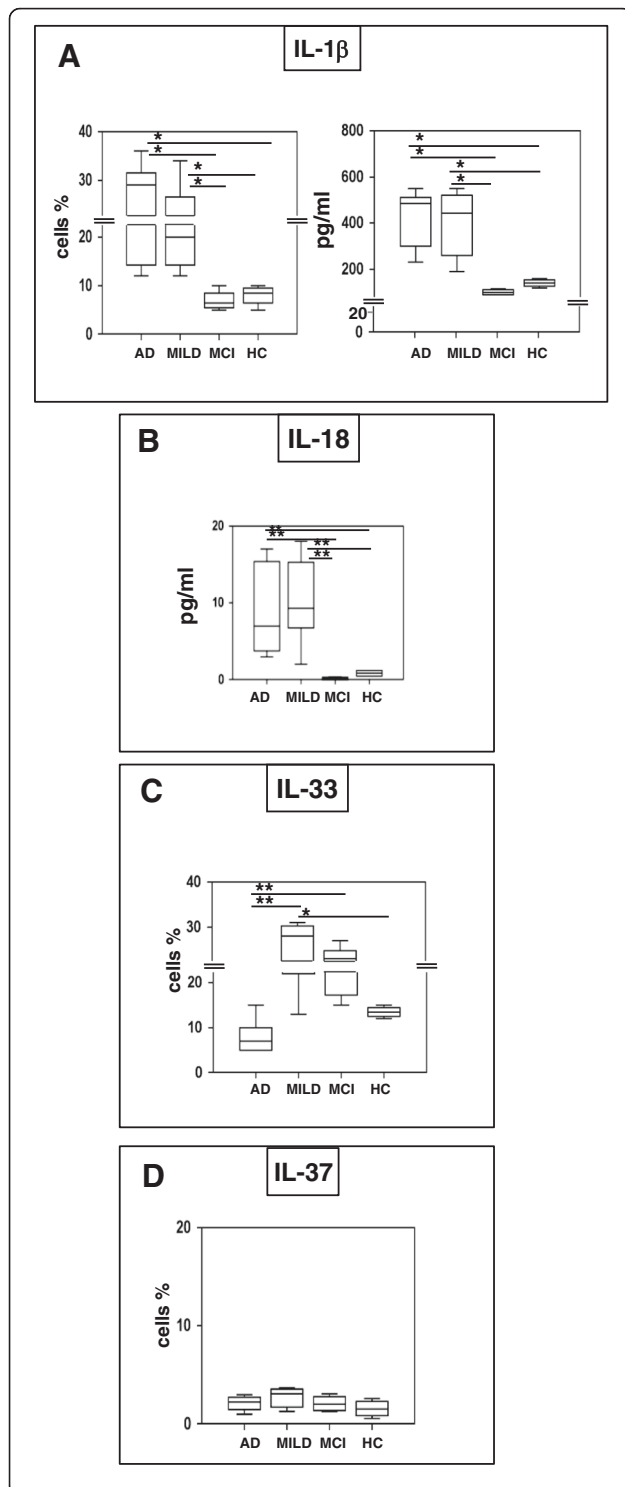 A
IL-1β
* *
* *
* *
* *
40 800
30 600
20 400
10 200
20
0 0
cells % pg/ml
AD MILD MCI HC AD MILD MCI HC
B
IL-18
**
**
**
**
20
10
0
pg/ml
AD MILD MCI HC
C
IL-33
**
**
*
40
30
20
10
0
cells %
AD MILD MCI HC
D
IL-37
20
10
0
cells %
AD MILD MCI HC